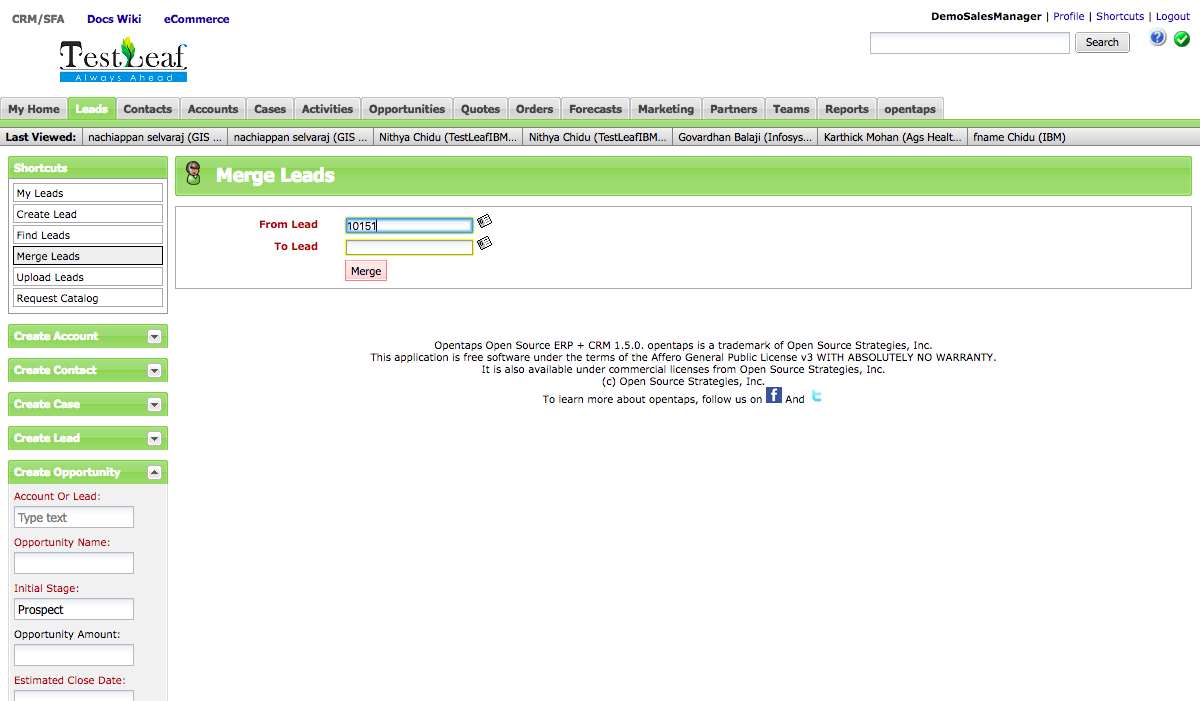 CRM/SFA Docs Wiki eCommerce
DemoSalesManager | Profile | Shortcuts | Logout
TestLeaf
Always Ahead
Search
?
My Home Leads Contacts Accounts Cases Activities Opportunities Quotes Orders Forecasts Marketing Partners Teams Reports opentaps
Last Viewed: nachiappan selvaraj (GIS ... nachiappan selvaraj (GIS ... Nithya Chidu (TestLeafIBM... Nithya Chidu (TestLeafIBM... Govardhan Balaji (Infosys... Karthick Mohan (Ags Healt... fname Chidu (IBM)
Shortcuts
My Leads
Create Lead
Find Leads
Merge Leads
Upload Leads
Request Catalog
Create Account
Create Contact
Create Case
Create Lead
Create Opportunity
Account Or Lead:
Type text
Opportunity Name:
Initial Stage:
Prospect
Opportunity Amount:
Estimated Close Date:
Merge Leads
From Lead 10151
To Lead
Merge
Opentaps Open Source ERP + CRM 1.5.0. opentaps is a trademark of Open Source Strategies, Inc.
This application is free software under the terms of the Affero General Public License v3 WITH ABSOLUTELY NO WARRANTY.
It is also available under commercial licenses from Open Source Strategies, Inc.
(c) Open Source Strategies, Inc.
To learn more about opentaps, follow us on f And t